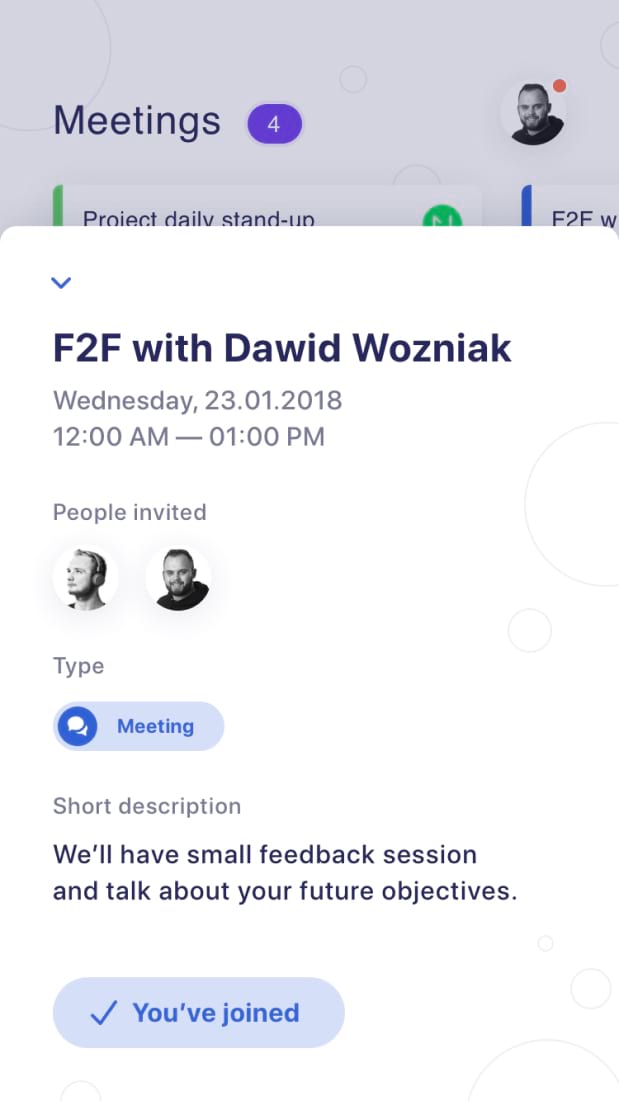 Meetings 4
Project daily stand-up
F2F w
F2F with Dawid Wozniak
Wednesday, 23.01.2018
12:00 AM — 01:00 PM
People invited
Type
Meeting
Short description
We’ll have small feedback session
and talk about your future objectives.
You’ve joined